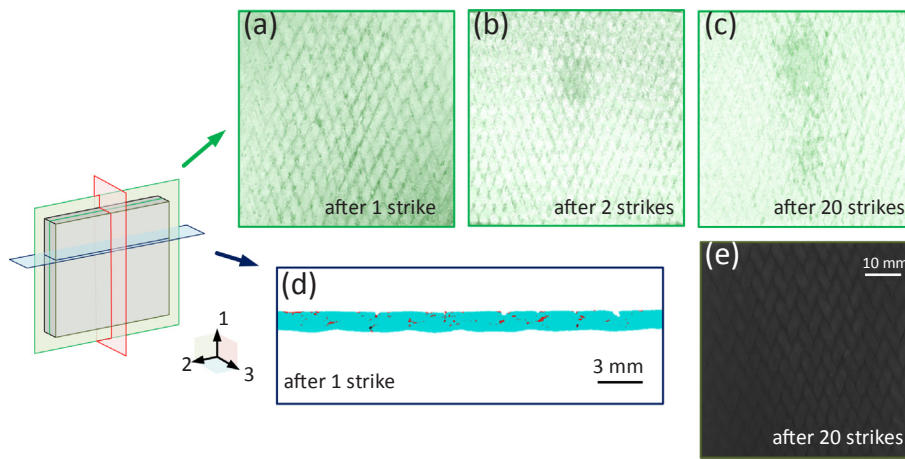 (a)
after 1 strike
(b)
after 2 strikes
(c)
after 20 strikes
1
2
3
(d)
after 1 strike
3 mm
(e)
10 mm
after 20 strikes